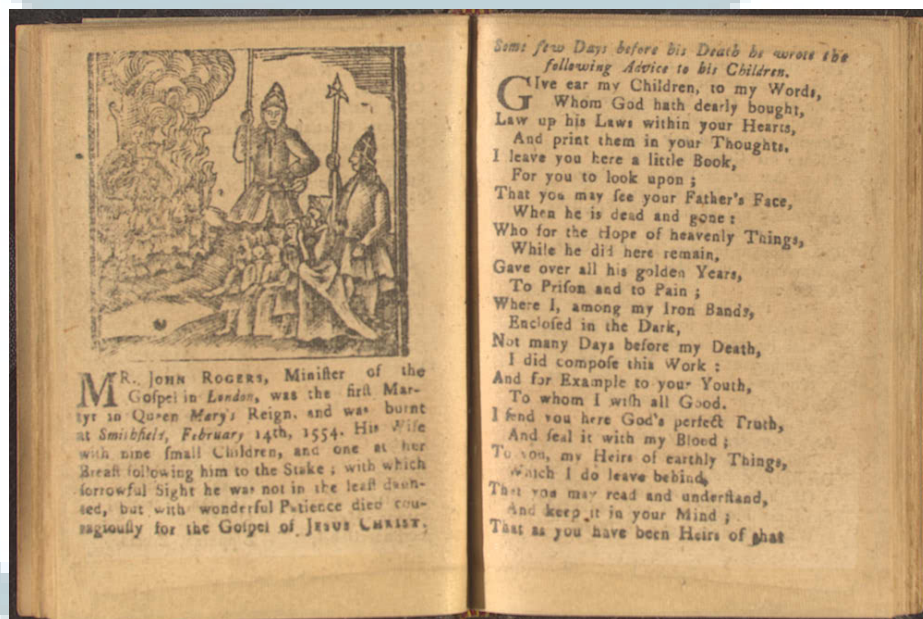 MR. JOHN ROGERS, Minister of the
Gospel in London, was the first Mar-
tyr in Queen Mary's Reign, and was burnt
at Smithfield, February 14th, 1554. His Wife
with nine small Children, and one at her
Breast following him to the Stake; with which
sorrowful Sight he was not in the least daun-
ted, but with wonderful Patience died cou-
ragiously for the Gospel of JESUS CHRIST.
Some few Days before his Death he wrote the
following Advice to his Children.
GIve ear my Children, to my Words,
Whom God hath dearly bought,
Law up his Laws within your Hearts,
And print them in your Thoughts.
I leave you here a little Book,
For you to look upon;
That you may see your Father's Face,
When he is dead and gone:
Who for the Hope of heavenly Things,
While he did here remain,
Gave over all his golden Years,
To Prison and to Pain;
Where I, among my Iron Bands,
Enclosed in the Dark,
Not many Days before my Death,
I did compose this Work:
And for Example to your Youth,
To whom I wish all Good.
I send you here God's perfect Truth,
And seal it with my Blood;
To you, my Heirs of earthly Things,
Which I do leave behind,
That you may read and understand,
And keep it in your Mind;
That as you have been Heirs of that